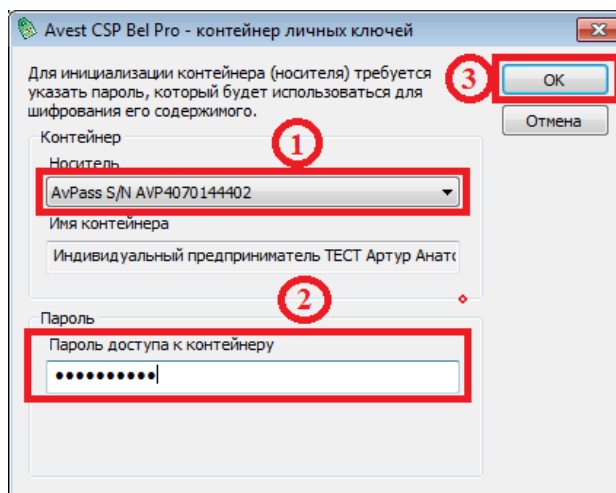 Avest CSP Bel Pro - контейнер личных ключей
Для инициализации контейнера (носителя) требуется
указать пароль, который будет использоваться для
шифрования его содержимого.
3
OK
Отмена
Контейнер
1
Носитель
AvPass S/N AVP4070144402
Имя контейнера
Индивидуальный предприниматель ТЕСТ Артур Анатс
2
Пароль
Пароль доступа к контейнеру
••••••••••